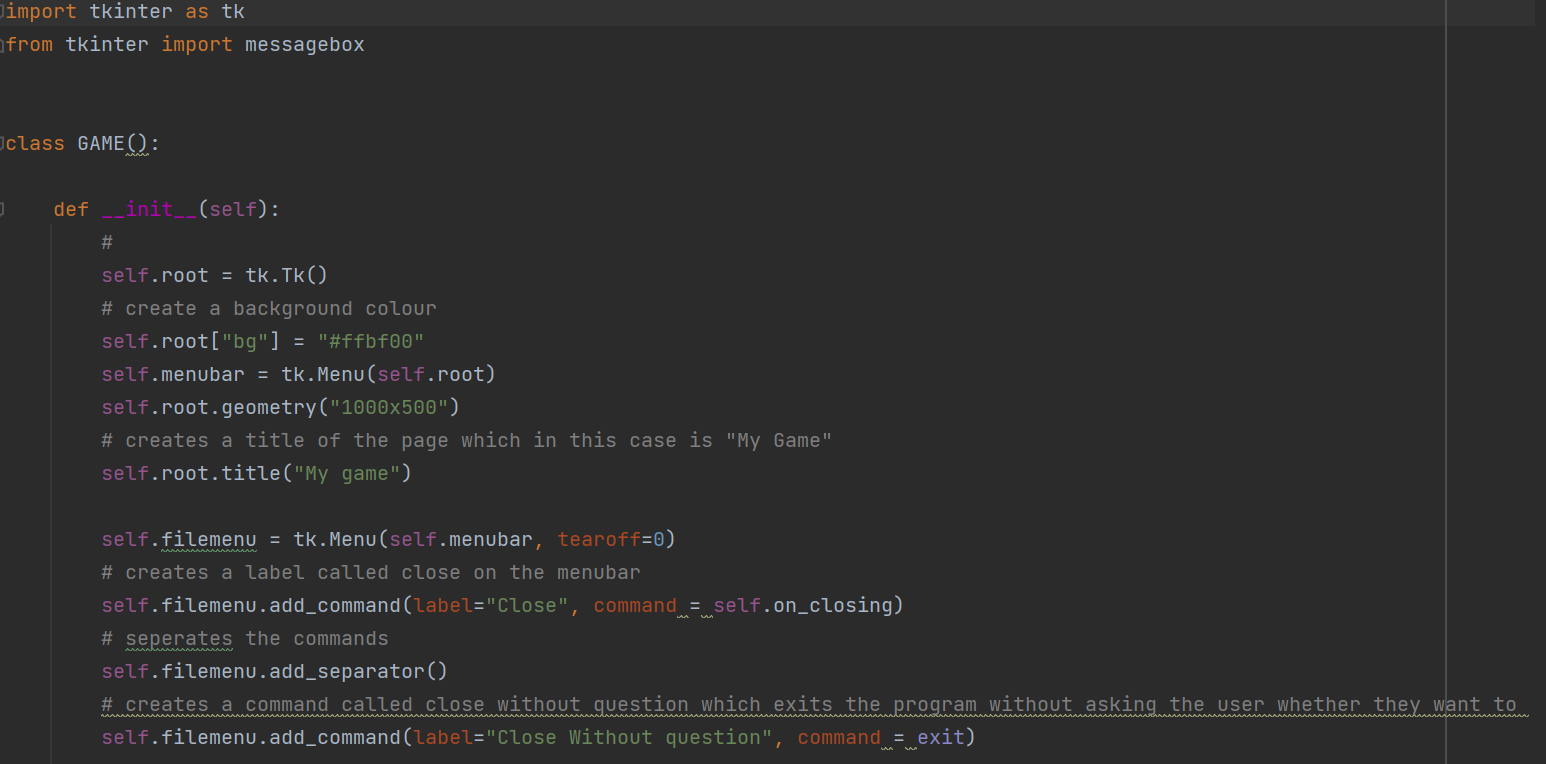 import tkinter as tk
from tkinter import messagebox
class GAME():
    def __init__(self):
        #
        self.root = tk.Tk()
        # create a background colour
        self.root["bg"] = "#ffbf00"
        self.menubar = tk.Menu(self.root)
        self.root.geometry("1000x500")
        # creates a title of the page which in this case is "My Game"
        self.root.title("My game")
        self.filemenu = tk.Menu(self.menubar, tearoff=0)
        # creates a label called close on the menubar
        self.filemenu.add_command(label="Close", command = self.on_closing)
        # seperates the commands
        self.filemenu.add_separator()
        # creates a command called close without question which exits the program without asking the user whether they want to
        self.filemenu.add_command(label="Close Without question", command = exit)